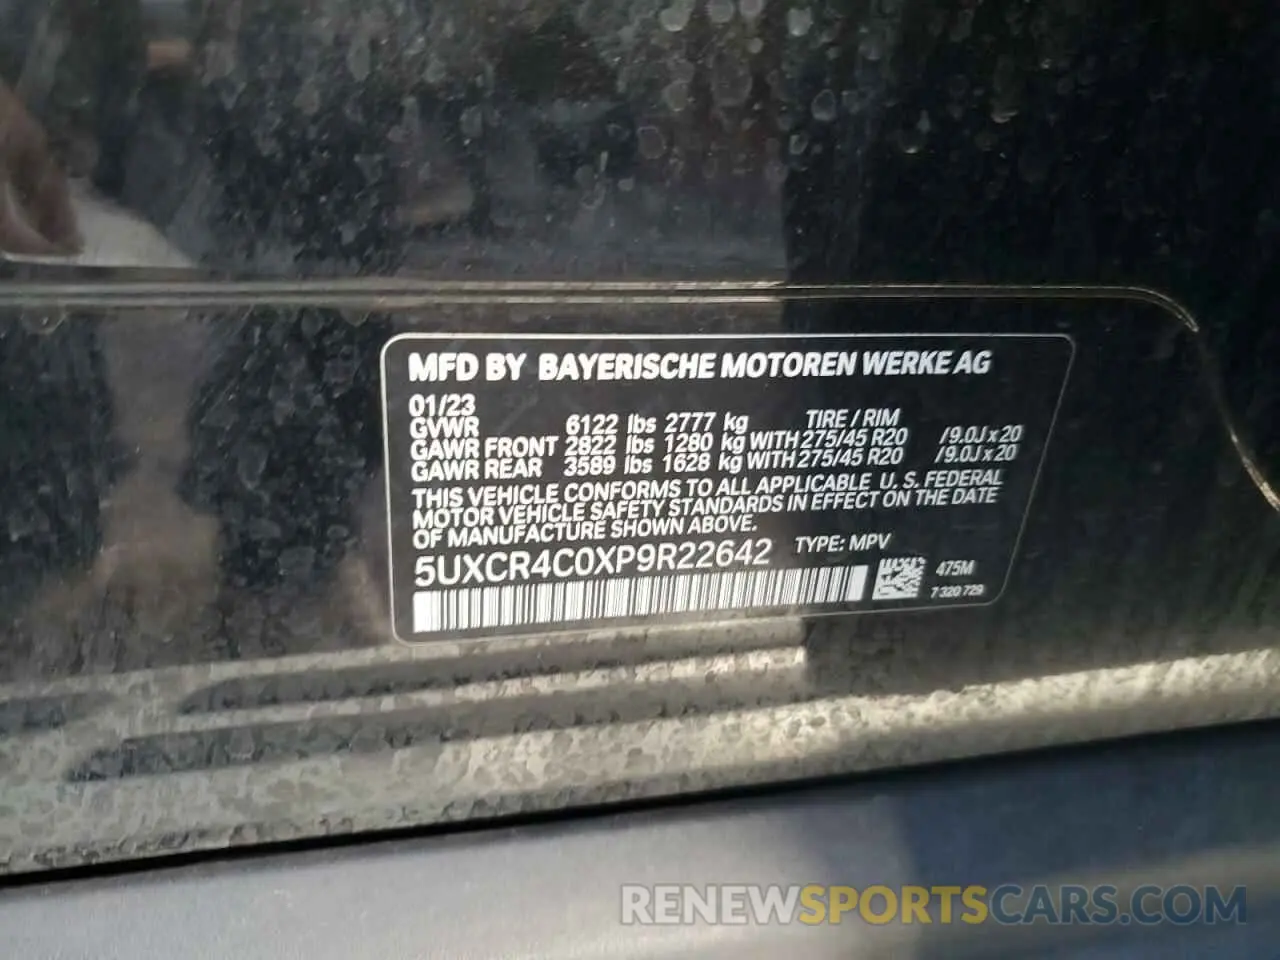 MFD BY BAYERISCHE MOTOREN WERKE AG
01/23
GVWR 6122 lbs 2777 kg TIRE / RIM
GAWR FRONT 2822 lbs 1280 kg WITH 275/45 R20 /9.0J x 20
GAWR REAR 3589 lbs 1628 kg WITH 275/45 R20 /9.0J x 20
THIS VEHICLE CONFORMS TO ALL APPLICABLE U. S. FEDERAL
MOTOR VEHICLE SAFETY STANDARDS IN EFFECT ON THE DATE
OF MANUFACTURE SHOWN ABOVE.
5UXCR4C0XP9R22642 TYPE: MPV
475M
7 320 729
RENEWSPORTSCARS.COM